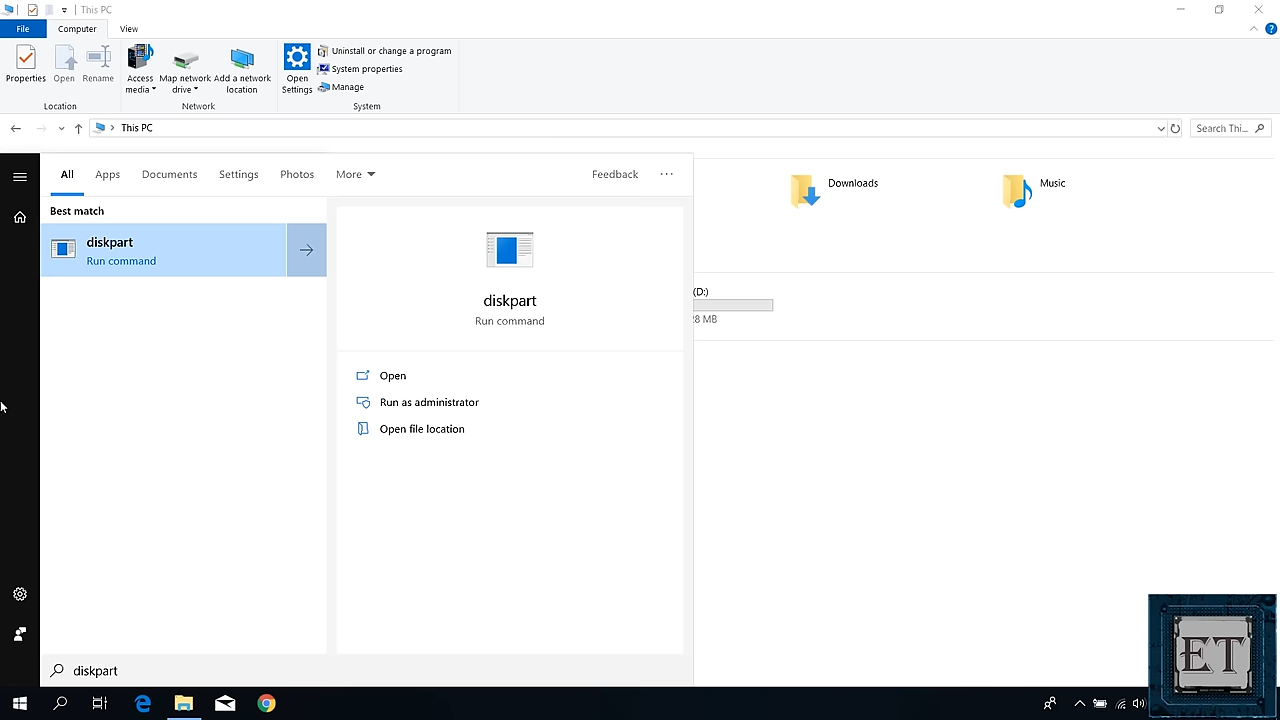 This PC
File
Computer
View
Properties
Open
Rename
Access media
Map network drive
Add a network location
Open Settings
Uninstall or change a program
System properties
Manage
Location
Network
System
This PC
Search Thi...
All
Apps
Documents
Settings
Photos
More
Feedback
Best match
diskpart
Run command
diskpart
Run command
Open
Run as administrator
Open file location
Downloads
Music
(D:)
28 MB
diskpart
ET